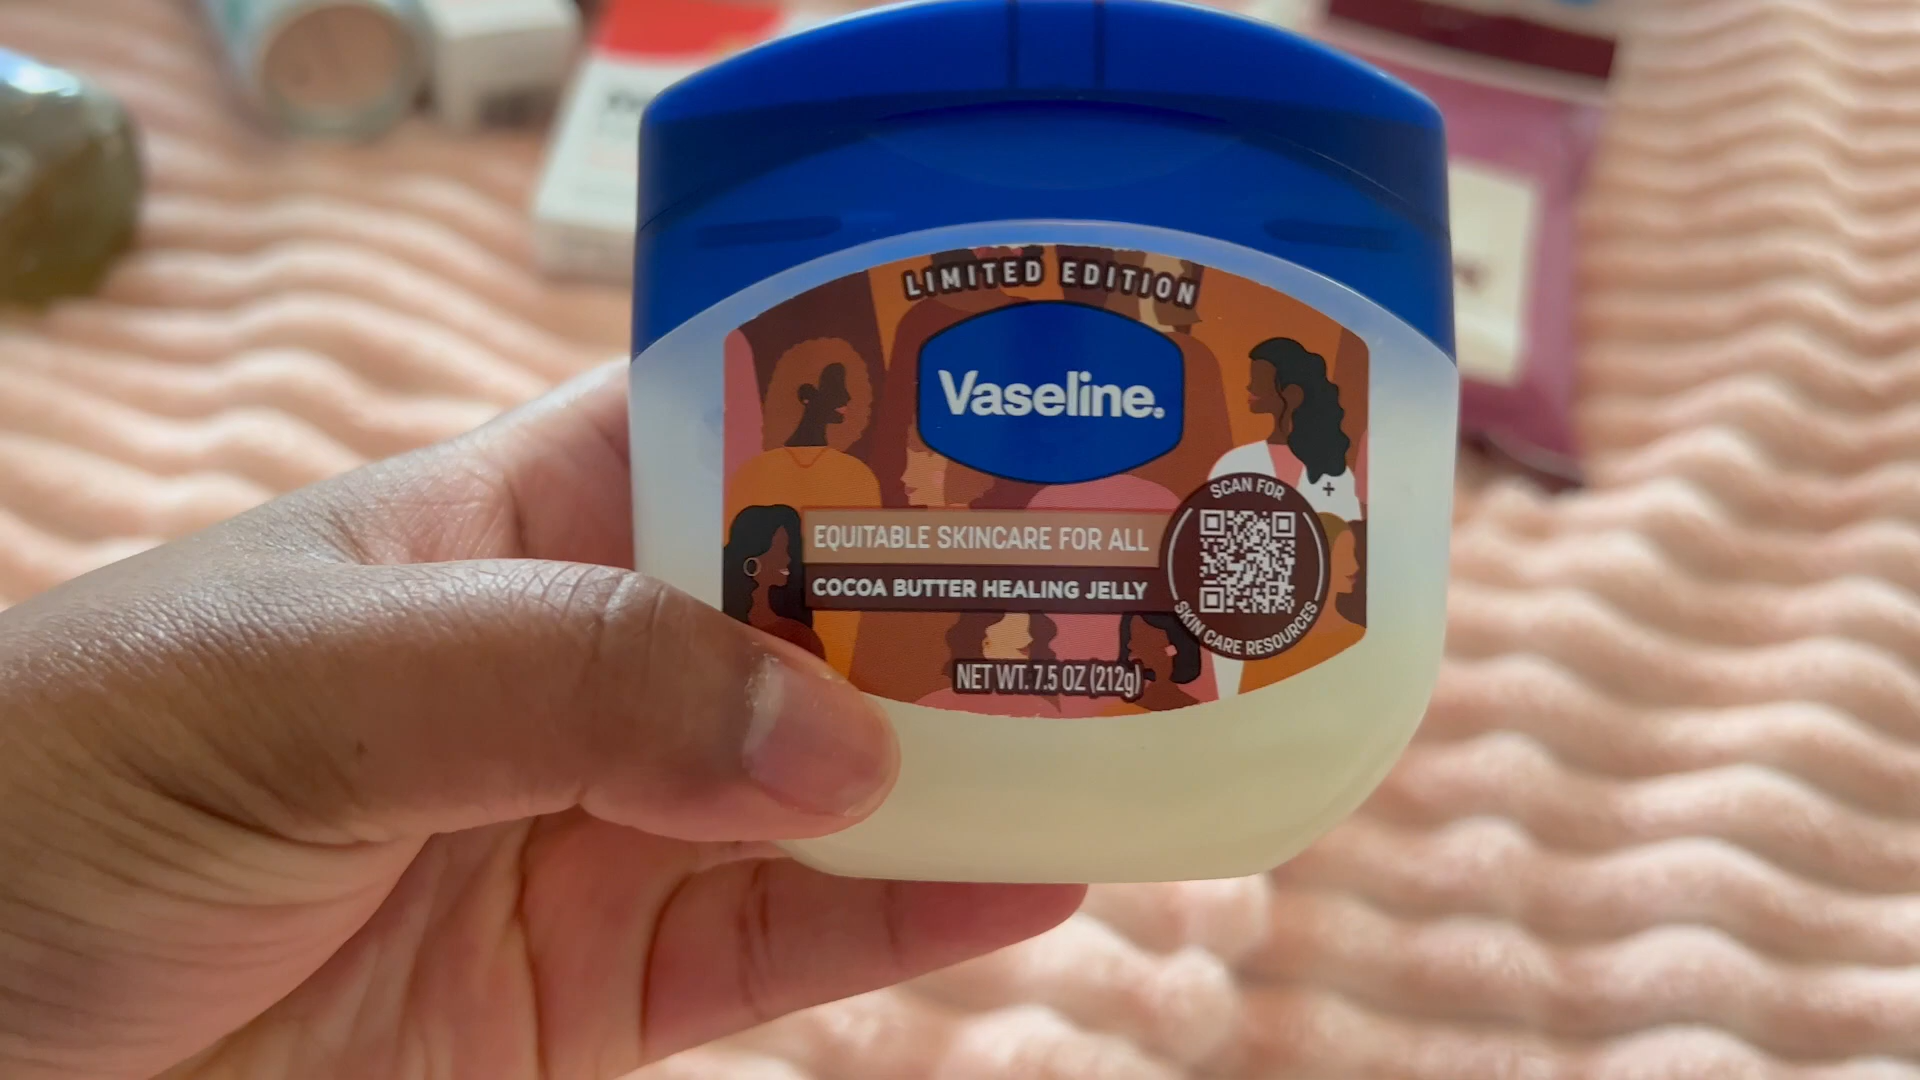 LIMITED EDITION
Vaseline.
EQUITABLE SKINCARE FOR ALL
COCOA BUTTER HEALING JELLY
SCAN FOR
SKIN CARE RESOURCES
NET WT. 7.5 OZ (212g)